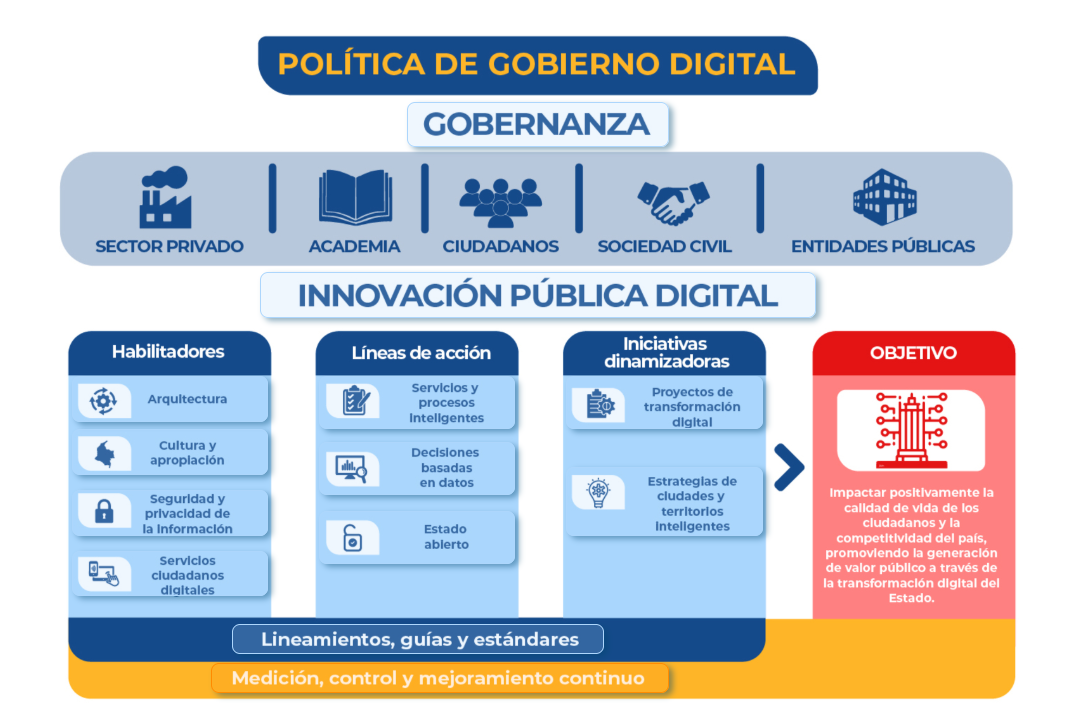 POLÍTICA DE GOBIERNO DIGITAL
GOBERNANZA
SECTOR PRIVADO
ACADEMIA
CIUDADANOS
SOCIEDAD CIVIL
ENTIDADES PÚBLICAS
INNOVACIÓN PÚBLICA DIGITAL
Habilitadores
Arquitectura
Cultura y
apropiación
Seguridad y
privacidad de
la información
Servicios
ciudadanos
digitales
Líneas de acción
Servicios y
procesos
inteligentes
Decisiones
basadas
en datos
Estado
abierto
Iniciativas
dinamizadoras
Proyectos de
transformación
digital
Estrategias de
ciudades y
territorios
inteligentes
OBJETIVO
Impactar positivamente la
calidad de vida de los
ciudadanos y la
competitividad del país,
promoviendo la generación
de valor público a través de
la transformación digital del
Estado.
Lineamientos, guías y estándares
Medición, control y mejoramiento continuo